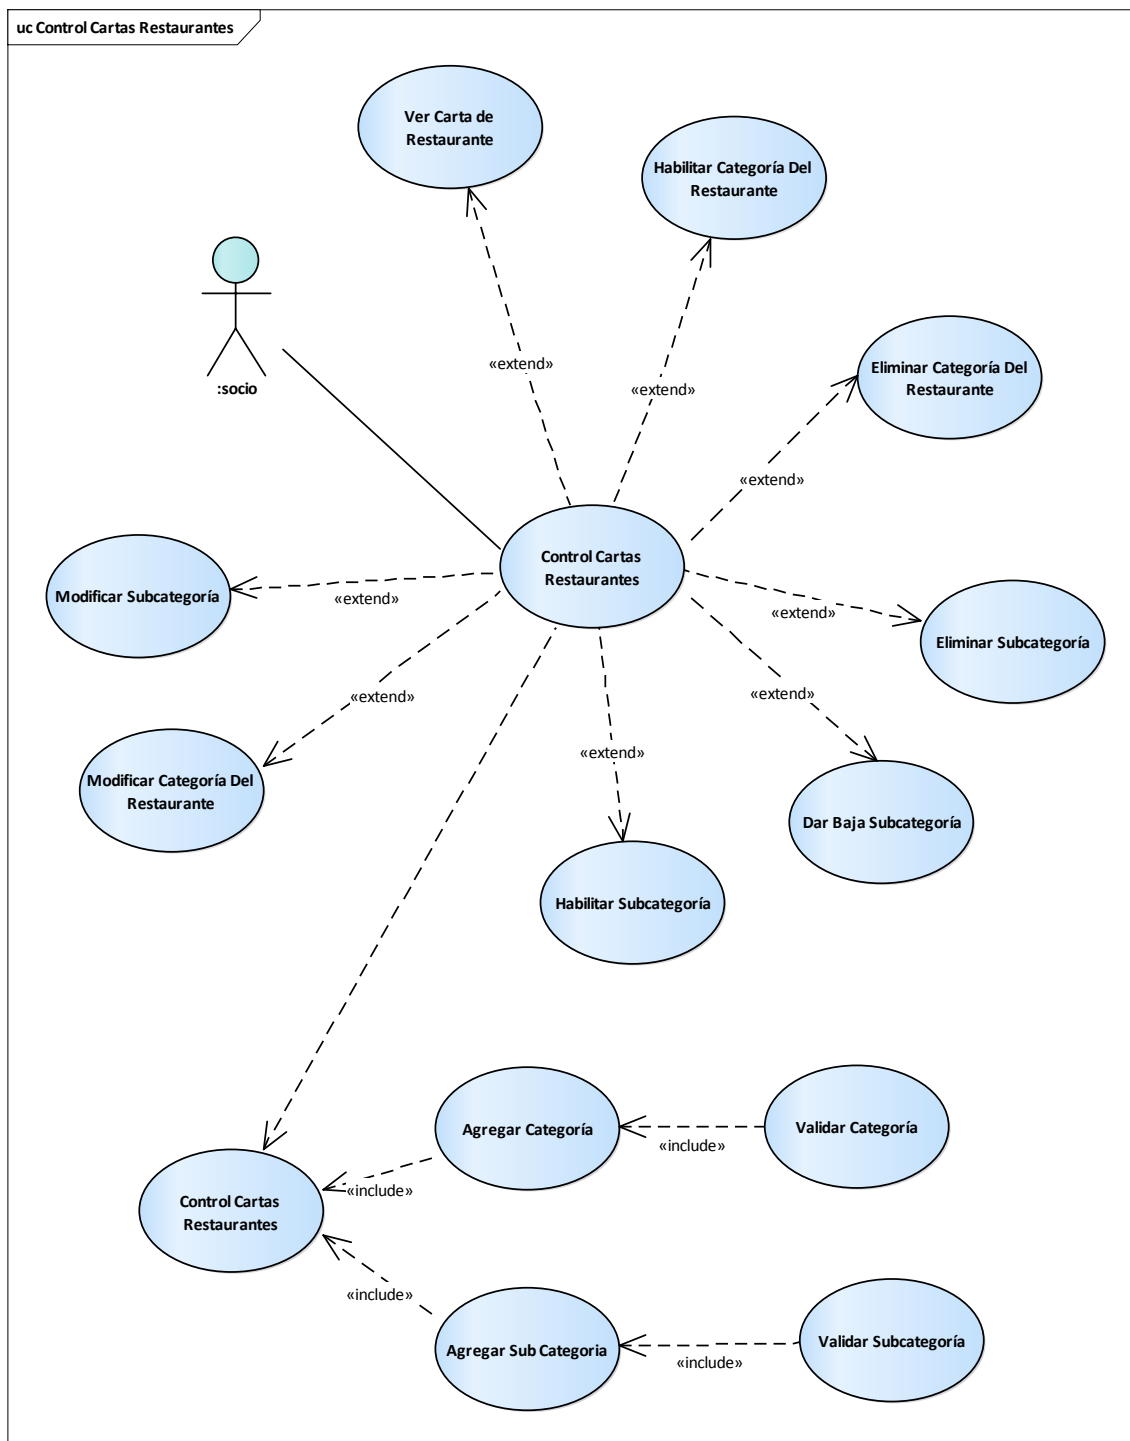 uc Control Cartas Restaurantes
Ver Carta de
Restaurante
Habilitar Categoría Del
Restaurante
:socio
«extend»
«extend»
Eliminar Categoría Del
Restaurante
«extend»
Control Cartas
Restaurantes
Modificar Subcategoría
«extend»
«extend»
Eliminar Subcategoría
«extend»
«extend»
Modificar Categoría Del
Restaurante
«extend»
Dar Baja Subcategoría
Habilitar Subcategoría
Agregar Categoría
«include»
Validar Categoría
«include»
Control Cartas
Restaurantes
«include»
Agregar Sub Categoria
«include»
Validar Subcategoría